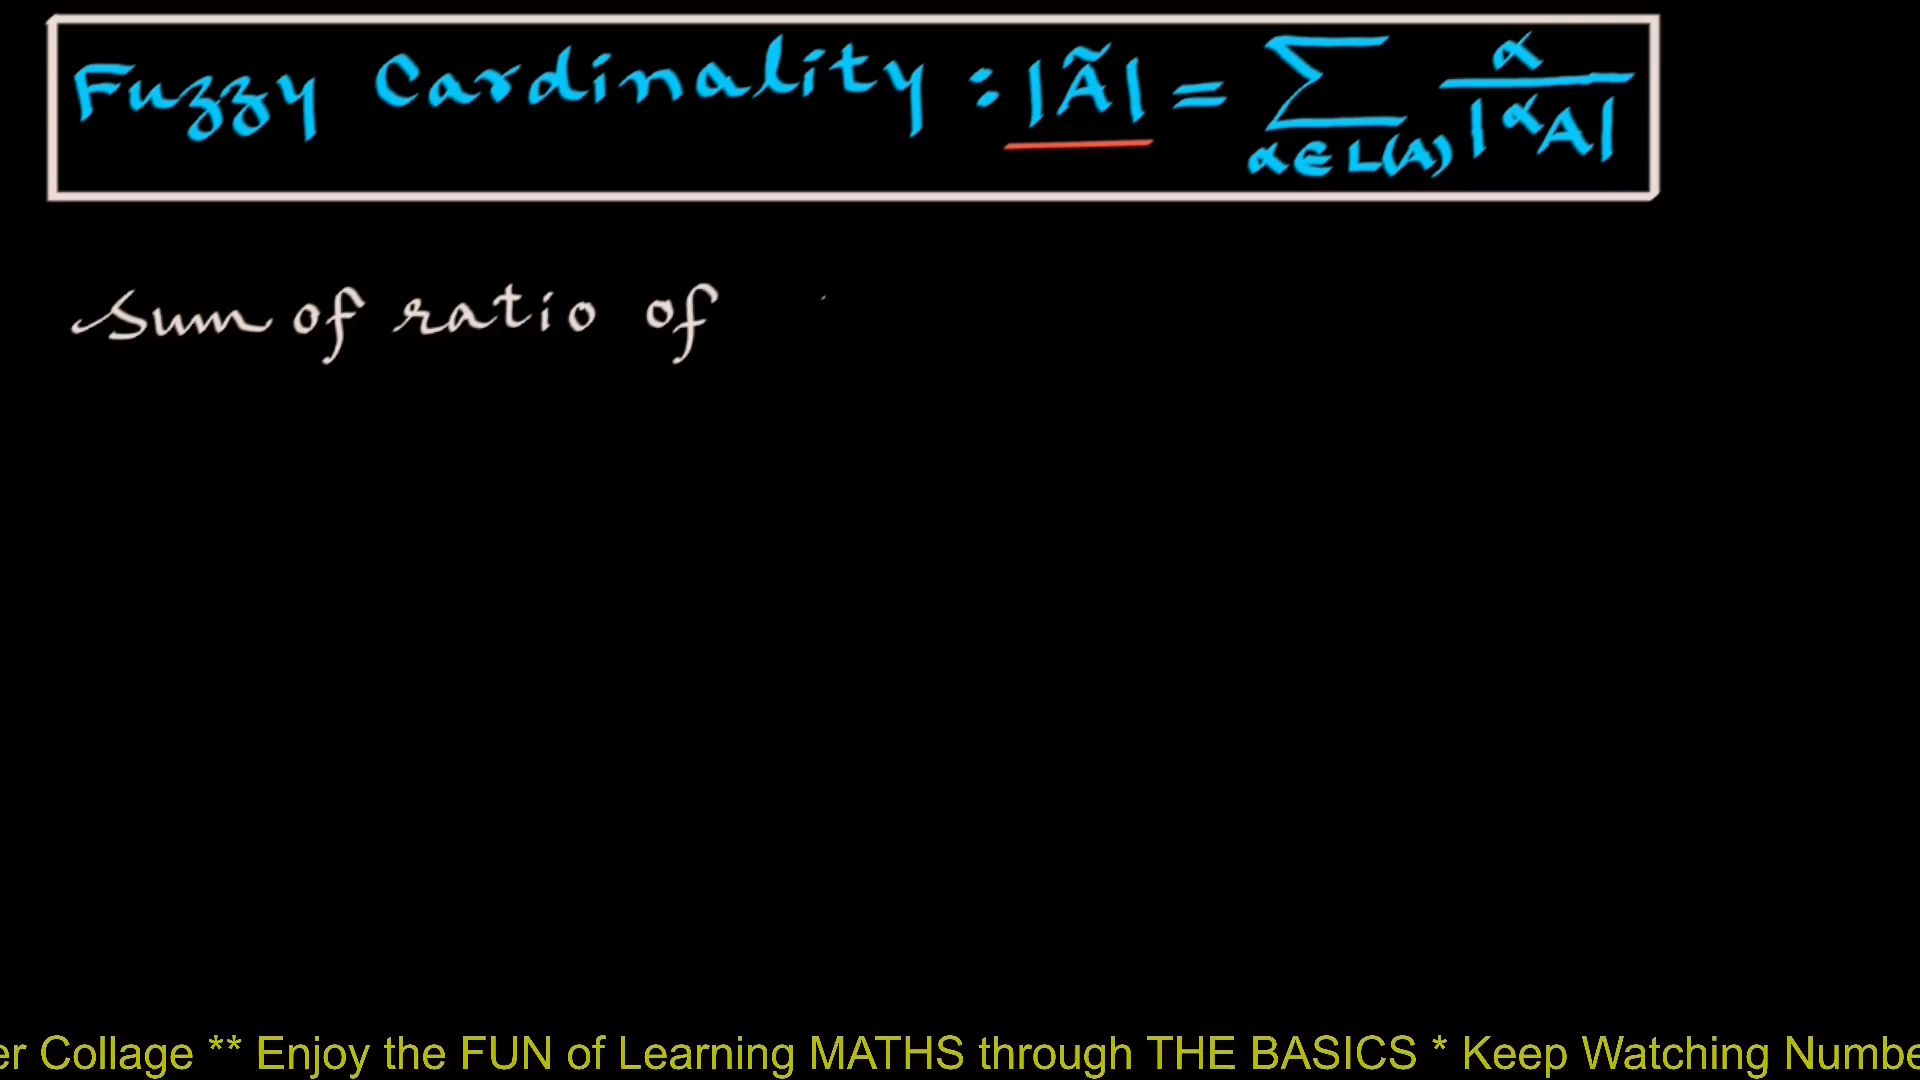 Fuzzy Cardinality : |Ã| = ∑_{α∈L(A)} α / |^αA|
Sum of ratio of
er Collage ** Enjoy the FUN of Learning MATHS through THE BASICS * Keep Watching Numbe